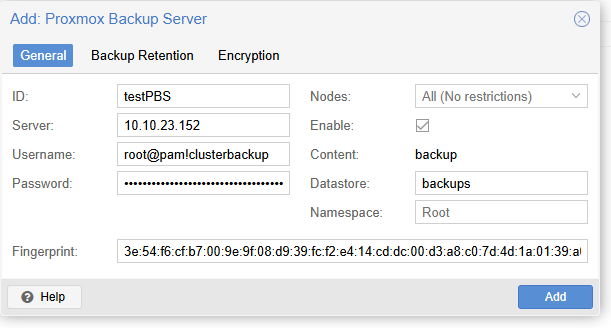 Add: Proxmox Backup Server
General Backup Retention Encryption
ID: testPBS Nodes: All (No restrictions)
Server: 10.10.23.152 Enable:
Username: root@pam!clusterbackup Content: backup
Password: •••••••••••••••••••••••••••••••••••• Datastore: backups
Namespace: Root
Fingerprint: 3e:54:f6:cf:b7:00:9e:9f:08:d9:39:fc:f2:e4:14:cd:dc:00:d3:a8:c0:7d:4d:1a:01:39:a
Help Add